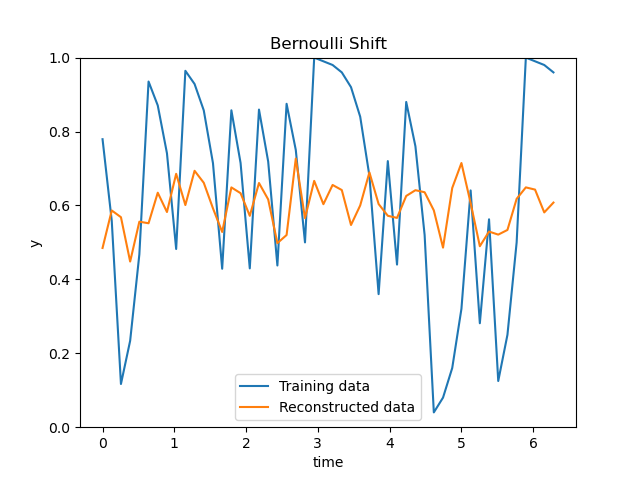 Bernoulli Shift
1.0
0.8
0.6
0.4
0.2
0.0
y
Training data
Reconstructed data
0 1 2 3 4 5 6
time